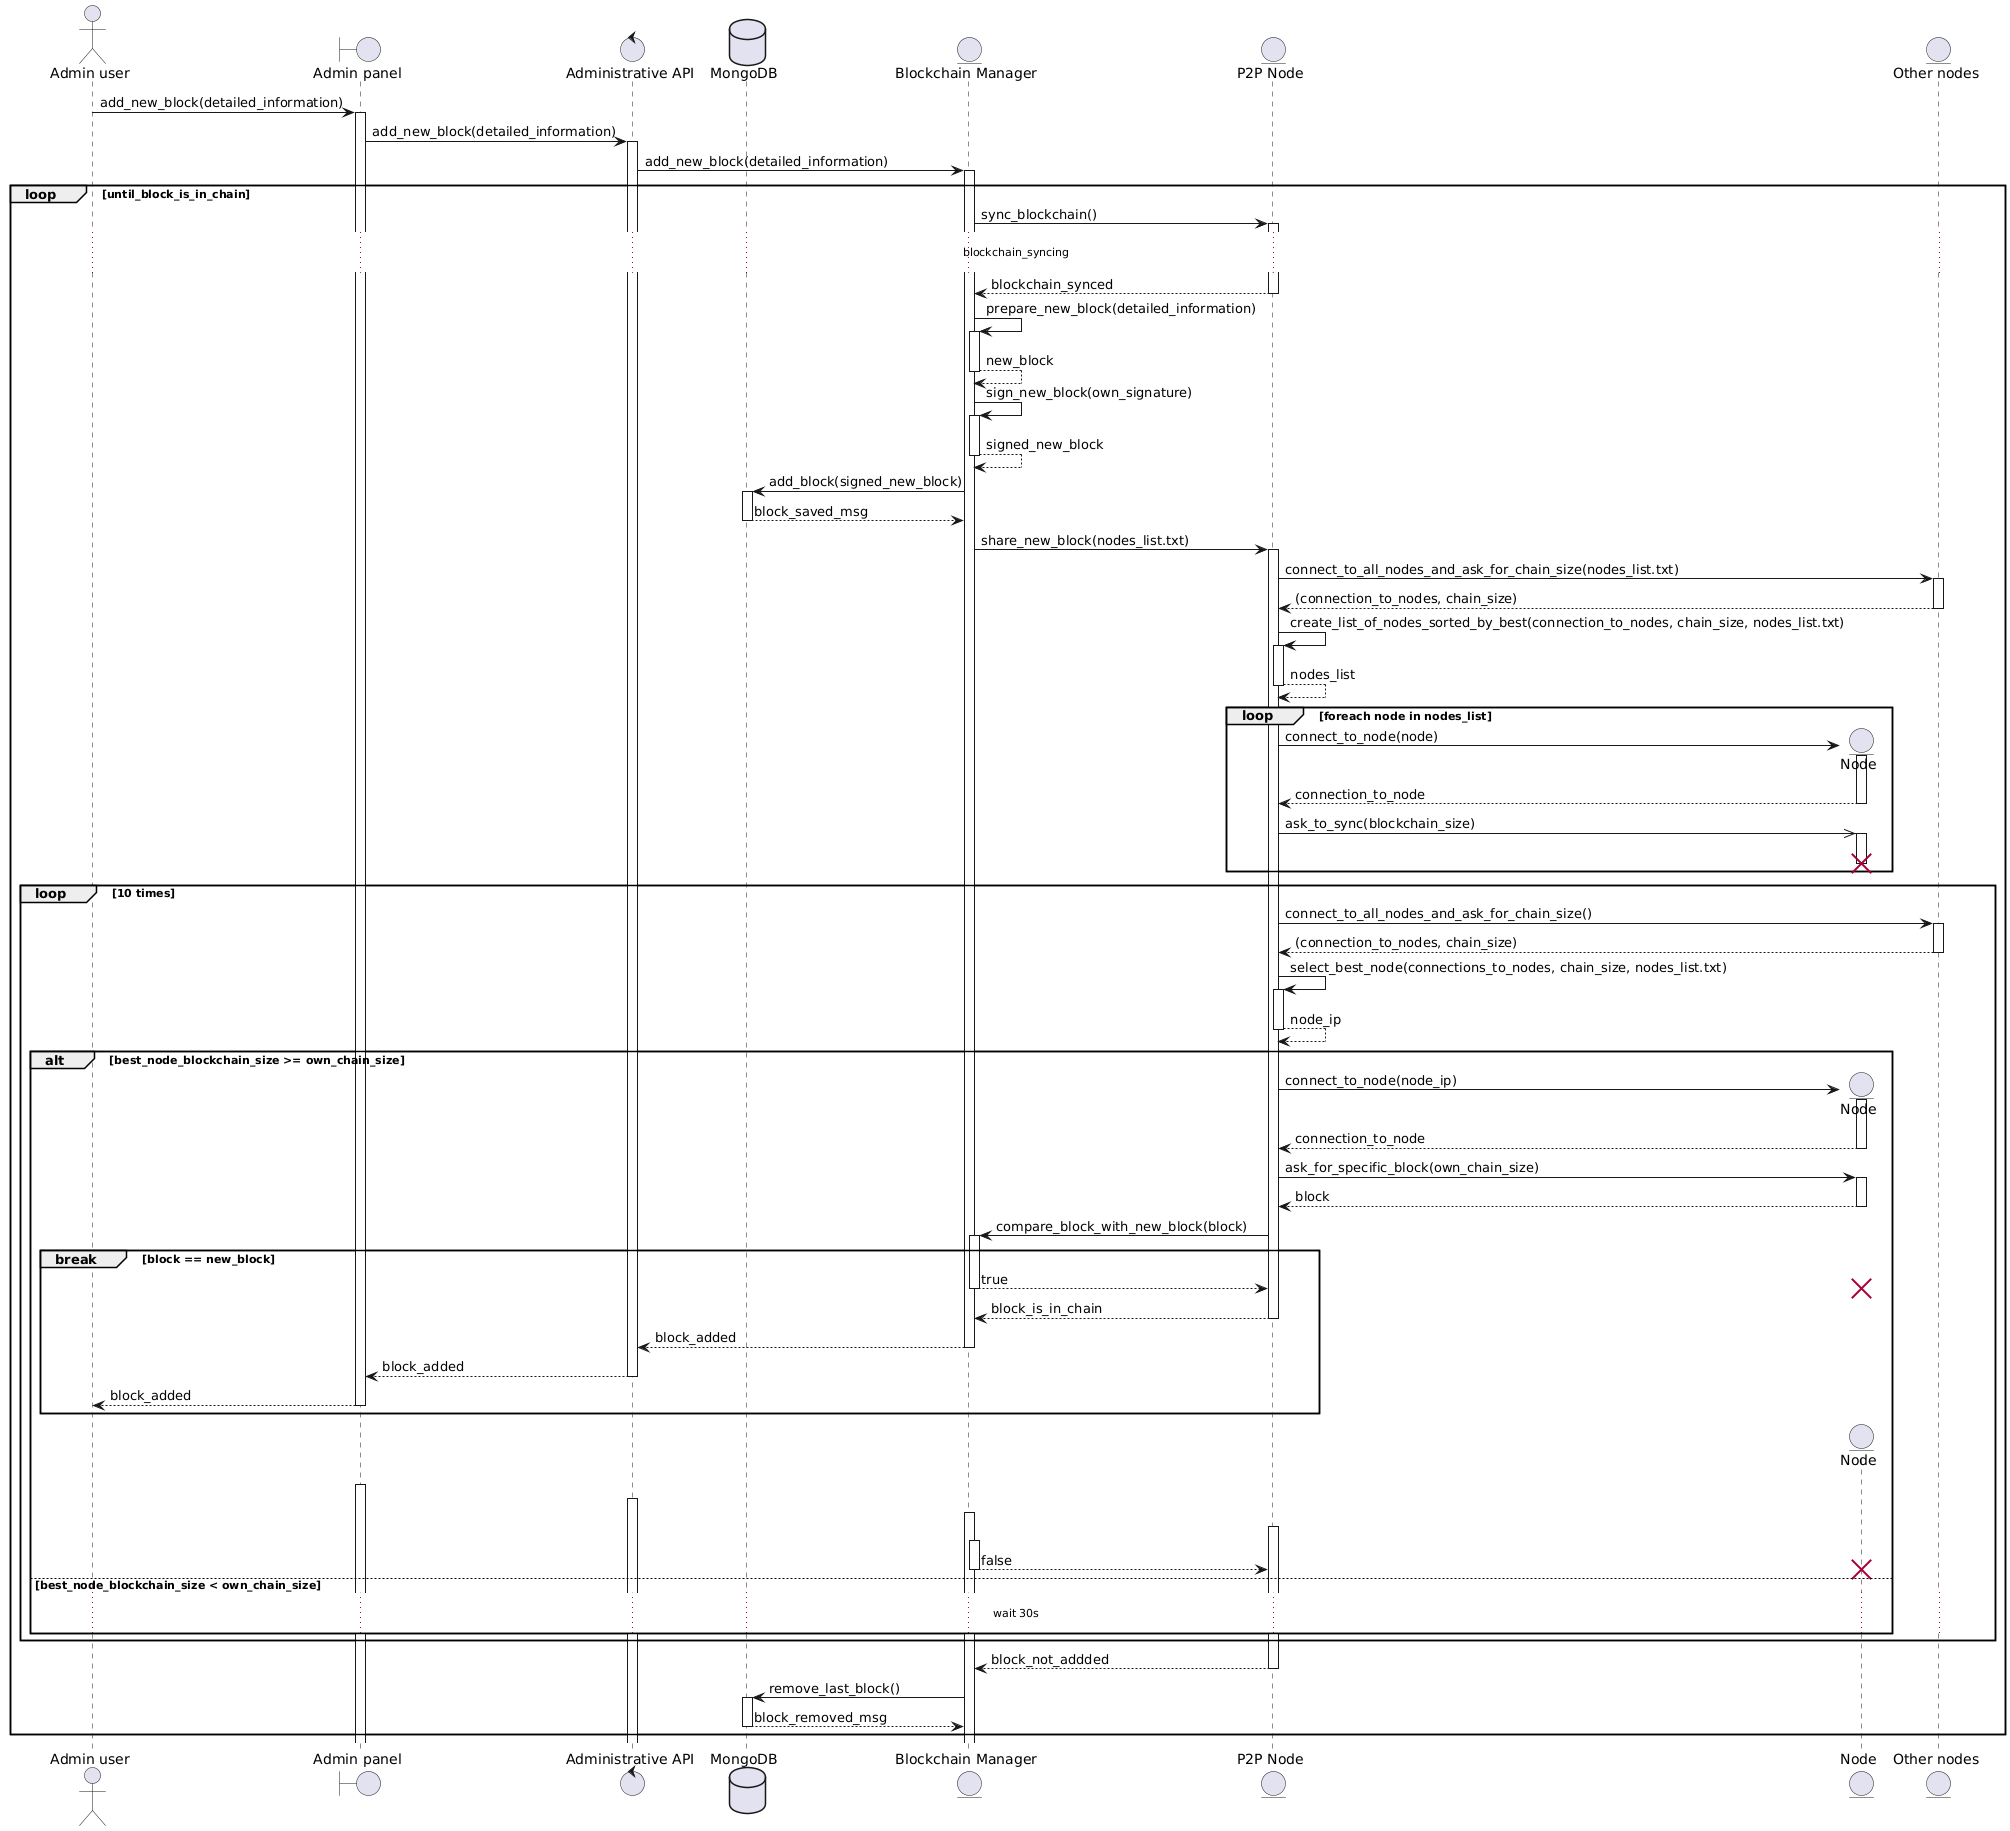 Admin user
Admin panel
Administrative API
MongoDB
Blockchain Manager
P2P Node
Other nodes
add_new_block(detailed_information)
add_new_block(detailed_information)
add_new_block(detailed_information)
loop
[until_block_is_in_chain]
sync_blockchain()
blockchain_syncing
blockchain_synced
prepare_new_block(detailed_information)
new_block
sign_new_block(own_signature)
signed_new_block
add_block(signed_new_block)
block_saved_msg
share_new_block(nodes_list.txt)
connect_to_all_nodes_and_ask_for_chain_size(nodes_list.txt)
(connection_to_nodes, chain_size)
create_list_of_nodes_sorted_by_best(connection_to_nodes, chain_size, nodes_list.txt)
nodes_list
loop
[foreach node in nodes_list]
connect_to_node(node)
Node
connection_to_node
ask_to_sync(blockchain_size)
loop
[10 times]
connect_to_all_nodes_and_ask_for_chain_size()
(connection_to_nodes, chain_size)
select_best_node(connections_to_nodes, chain_size, nodes_list.txt)
node_ip
alt
[best_node_blockchain_size >= own_chain_size]
connect_to_node(node_ip)
Node
connection_to_node
ask_for_specific_block(own_chain_size)
block
compare_block_with_new_block(block)
break
[block == new_block]
true
block_is_in_chain
block_added
block_added
block_added
Node
false
[best_node_blockchain_size < own_chain_size]
wait 30s
block_not_addded
remove_last_block()
block_removed_msg
Admin user
Admin panel
Administrative API
MongoDB
Blockchain Manager
P2P Node
Node
Other nodes